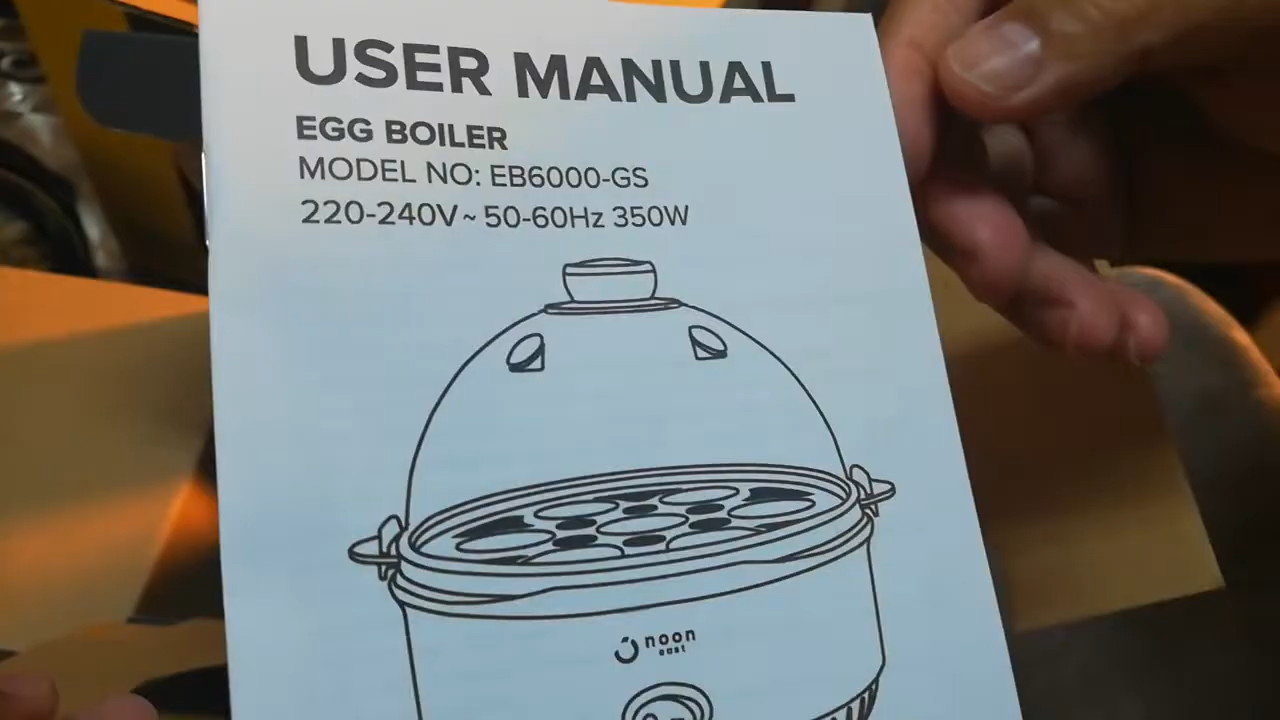 USER MANUAL
EGG BOILER
MODEL NO: EB6000-GS
220-240V~ 50-60Hz 350W
noon
east